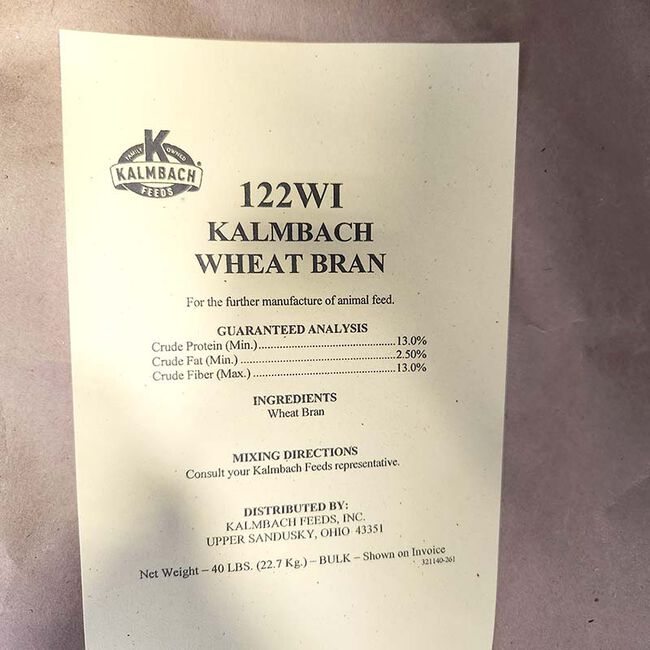 K
FAMILY OWNED
KALMBACH
FEEDS
122WI
KALMBACH
WHEAT BRAN
For the further manufacture of animal feed.
GUARANTEED ANALYSIS
Crude Protein (Min.)..........................................13.0%
Crude Fat (Min.) ................................................2.50%
Crude Fiber (Max.) ............................................13.0%
INGREDIENTS
Wheat Bran
MIXING DIRECTIONS
Consult your Kalmbach Feeds representative.
DISTRIBUTED BY:
KALMBACH FEEDS, INC.
UPPER SANDUSKY, OHIO 43351
Net Weight – 40 LBS. (22.7 Kg.) – BULK – Shown on Invoice
321140-261